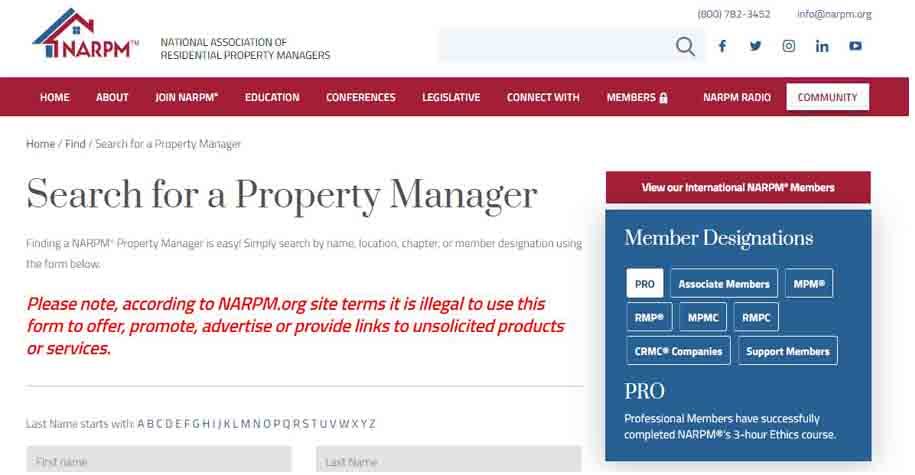 (800) 782-3452 info@narpm.org
NARPM™
NATIONAL ASSOCIATION OF
RESIDENTIAL PROPERTY MANAGERS
HOME ABOUT JOIN NARPM® EDUCATION CONFERENCES LEGISLATIVE CONNECT WITH MEMBERS NARPM RADIO COMMUNITY
Home / Find / Search for a Property Manager
Search for a Property Manager
Finding a NARPM® Property Manager is easy! Simply search by name, location, chapter, or member designation using
the form below.
Please note, according to NARPM.org site terms it is illegal to use this
form to offer, promote, advertise or provide links to unsolicited products
or services.
Last Name starts with: A B C D E F G H I J K L M N O P Q R S T U V W X Y Z
First name Last Name
View our International NARPM® Members
Member Designations
PRO Associate Members MPM®
RMP® MPMC RMPC
CRMC® Companies Support Members
PRO
Professional Members have successfully
completed NARPM®'s 3-hour Ethics course.